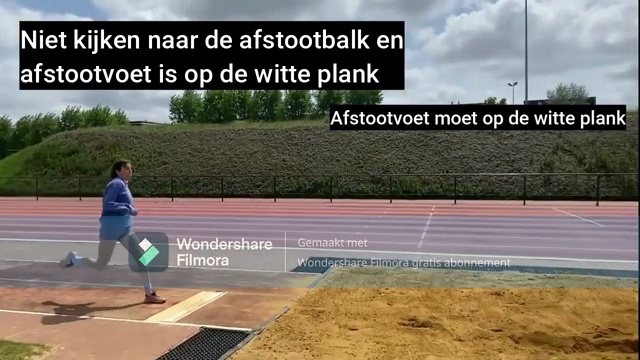 Niet kijken naar de afstootbalk en
afstootvoet is op de witte plank
Afstootvoet moet op de witte plank
Wondershare
Filmora
Gemaakt met
Wondershare Filmora gratis abonnement